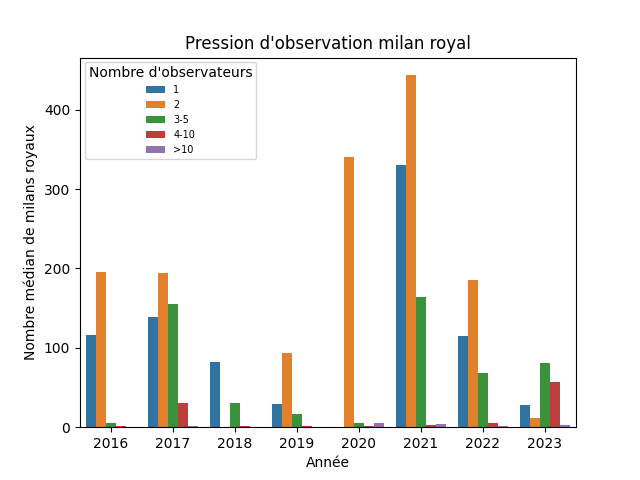 Pression d'observation milan royal
Nombre d'observateurs
1
2
3-5
4-10
>10
Nombre médian de milans royaux
400
300
200
100
0
2016 2017 2018 2019 2020 2021 2022 2023
Année